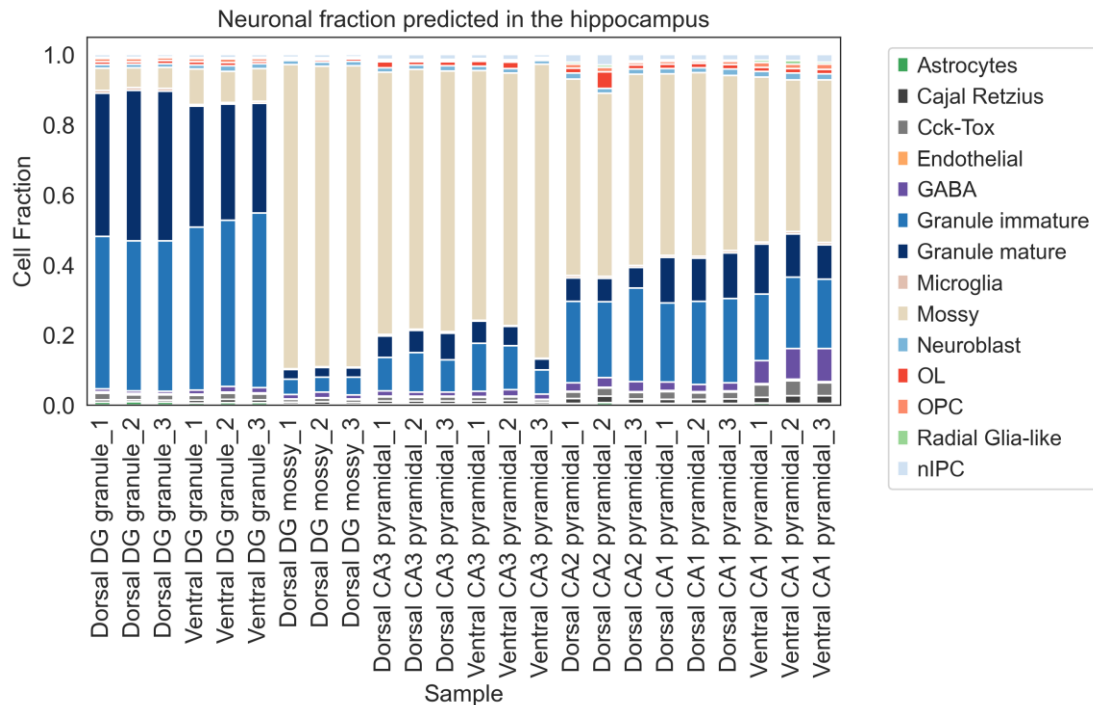 Neuronal fraction predicted in the hippocampus
Cell Fraction
1.0
0.8
0.6
0.4
0.2
0.0
Dorsal DG granule_1
Dorsal DG granule_2
Dorsal DG granule_3
Ventral DG granule_1
Ventral DG granule_2
Ventral DG granule_3
Dorsal DG mossy_1
Dorsal DG mossy_2
Dorsal DG mossy_3
Dorsal CA3 pyramidal_1
Dorsal CA3 pyramidal_2
Dorsal CA3 pyramidal_3
Ventral CA3 pyramidal_1
Ventral CA3 pyramidal_2
Ventral CA3 pyramidal_3
Dorsal CA2 pyramidal_1
Dorsal CA2 pyramidal_2
Dorsal CA2 pyramidal_3
Dorsal CA1 pyramidal_1
Dorsal CA1 pyramidal_2
Dorsal CA1 pyramidal_3
Ventral CA1 pyramidal_1
Ventral CA1 pyramidal_2
Ventral CA1 pyramidal_3
Sample
Astrocytes
Cajal Retzius
Cck-Tox
Endothelial
GABA
Granule immature
Granule mature
Microglia
Mossy
Neuroblast
OL
OPC
Radial Glia-like
nIPC